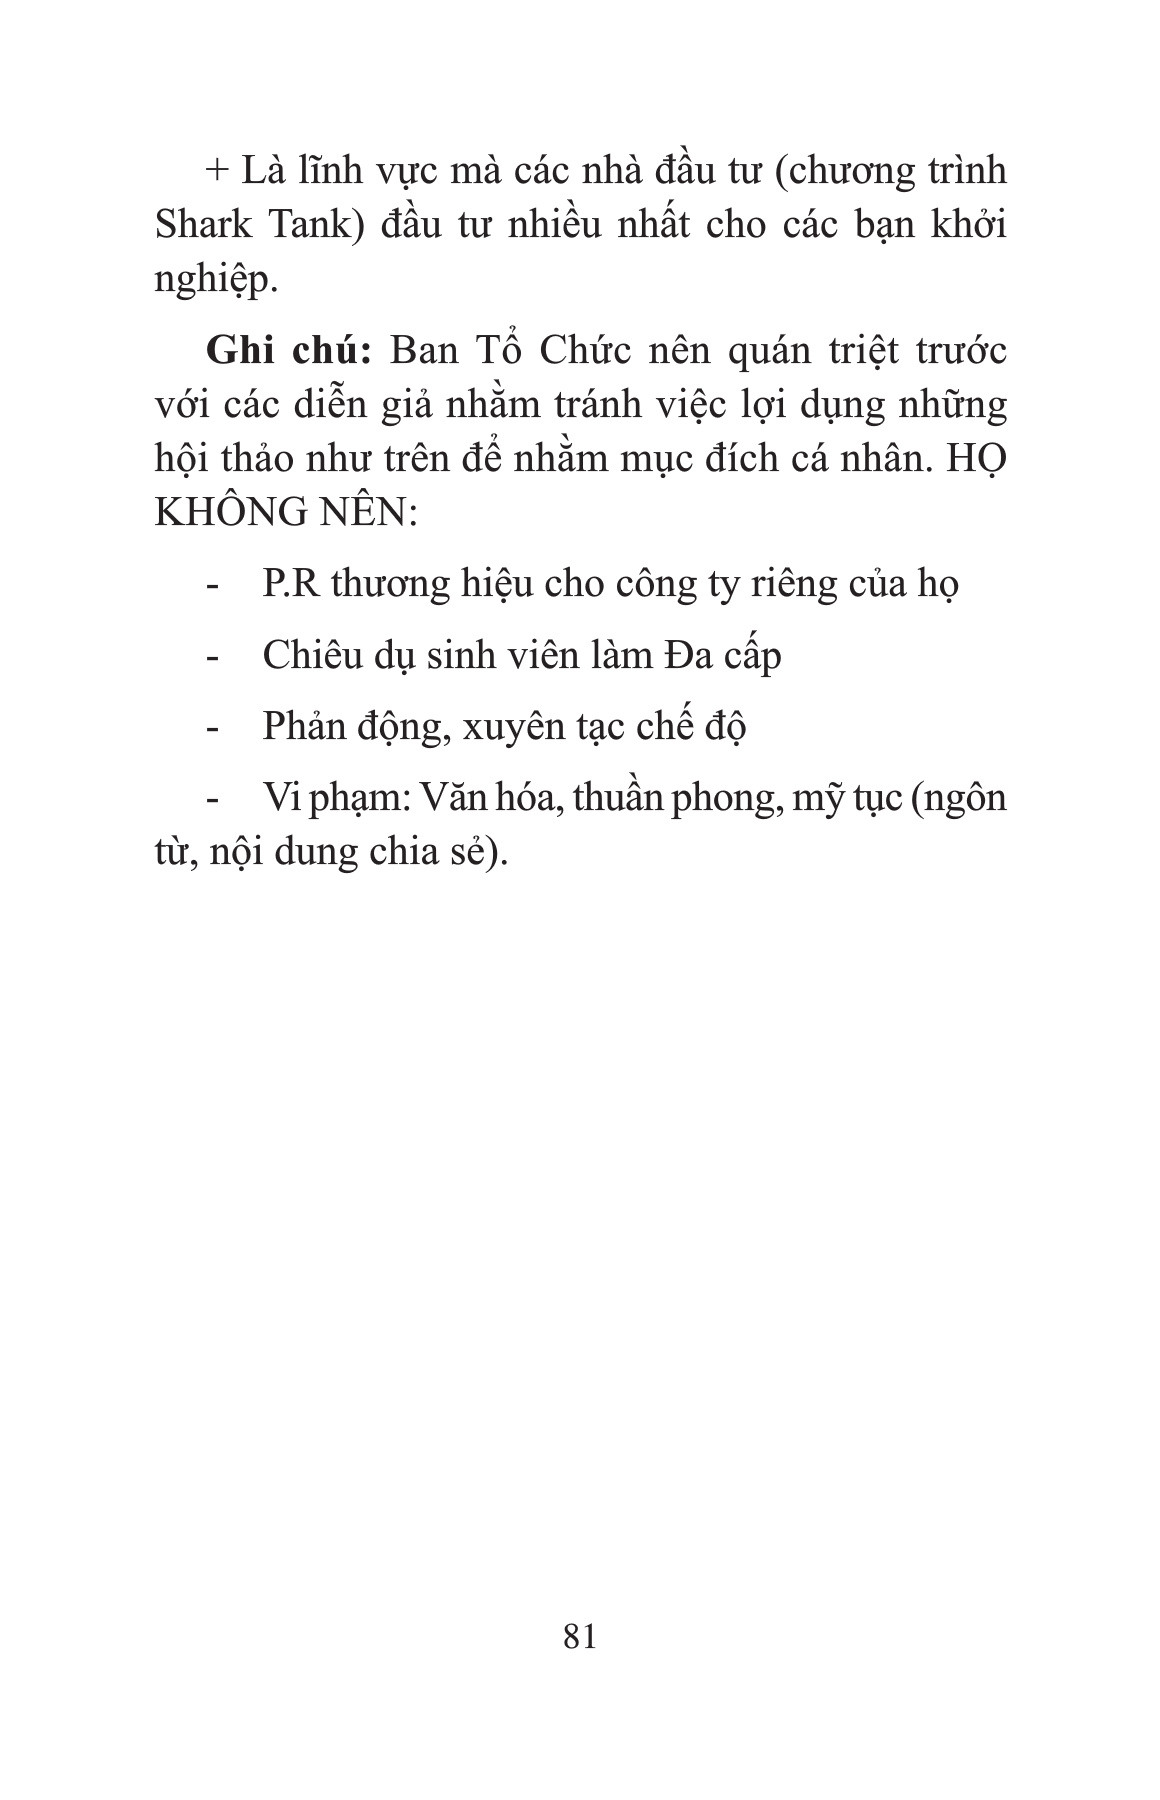 + Là lĩnh vực mà các nhà đầu tư (chương trình
Shark Tank) đầu tư nhiều nhất cho các bạn khởi
nghiệp.
Ghi chú: Ban Tổ Chức nên quán triệt trước
với các diễn giả nhằm tránh việc lợi dụng những
hội thảo như trên để nhằm mục đích cá nhân. HỌ
KHÔNG NÊN:
- P.R thương hiệu cho công ty riêng của họ
- Chiêu dụ sinh viên làm Đa cấp
- Phản động, xuyên tạc chế độ
- Vi phạm: Văn hóa, thuần phong, mỹ tục (ngôn
từ, nội dung chia sẻ).
81